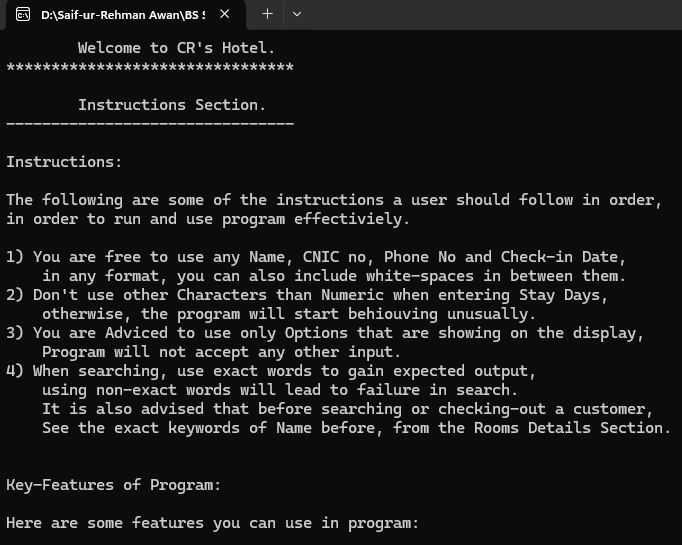 D:\Saif-ur-Rehman Awan\BS S
Welcome to CR's Hotel.
********************************
Instructions Section.
--------------------------------
Instructions:
The following are some of the instructions a user should follow in order,
in order to run and use program effectiviely.
1) You are free to use any Name, CNIC no, Phone No and Check-in Date,
in any format, you can also include white-spaces in between them.
2) Don't use other Characters than Numeric when entering Stay Days,
otherwise, the program will start behiouving unusually.
3) You are Adviced to use only Options that are showing on the display,
Program will not accept any other input.
4) When searching, use exact words to gain expected output,
using non-exact words will lead to failure in search.
It is also advised that before searching or checking-out a customer,
See the exact keywords of Name before, from the Rooms Details Section.
Key-Features of Program:
Here are some features you can use in program: